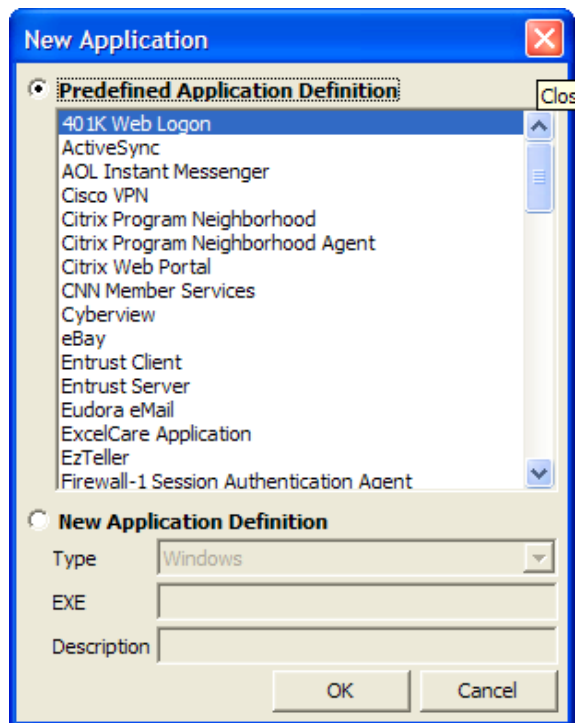 New Application
Predefined Application Definition
Clos
401K Web Logon
ActiveSync
AOL Instant Messenger
Cisco VPN
Citrix Program Neighborhood
Citrix Program Neighborhood Agent
Citrix Web Portal
CNN Member Services
Cyberview
eBay
Entrust Client
Entrust Server
Eudora eMail
ExcelCare Application
EzTeller
Firewall-1 Session Authentication Agent
New Application Definition
Type Windows
EXE
Description
OK Cancel